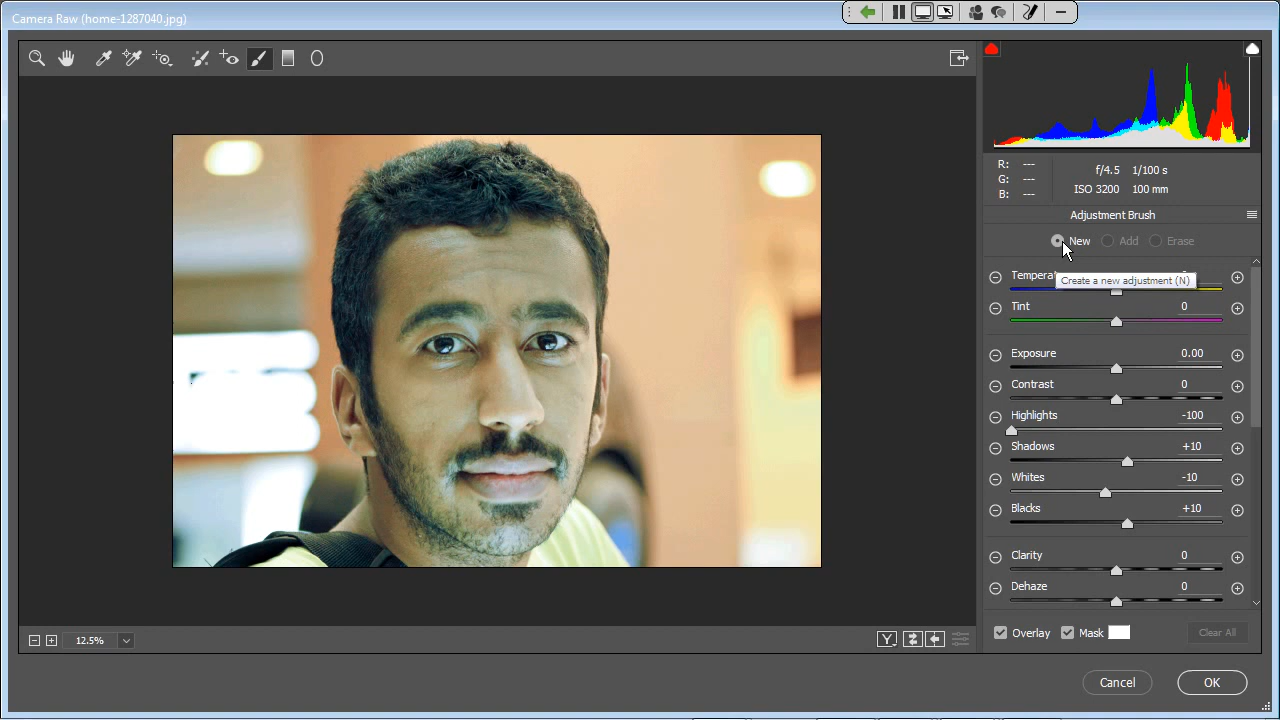 Camera Raw (home-1287040.jpg)
R: ---
G: ---
B: ---
f/4.5 1/100 s
ISO 3200 100 mm
Adjustment Brush
New Add Erase
Create a new adjustment (N)
Tint 0
Exposure 0.00
Contrast 0
Highlights -100
Shadows +10
Whites -10
Blacks +10
Clarity 0
Dehaze 0
Overlay Mask Clear All
Y 12.5%
Cancel OK